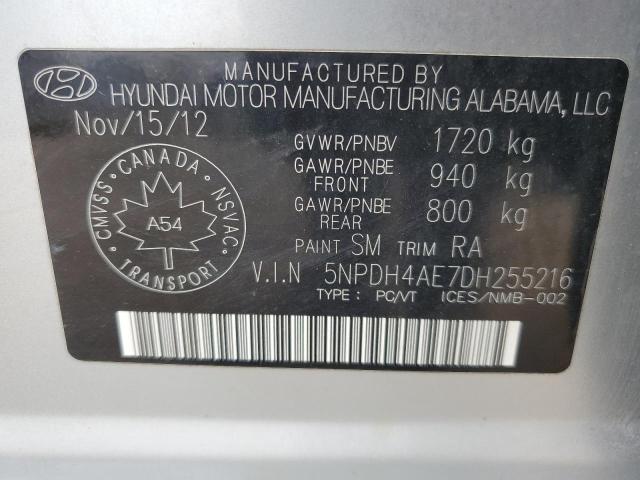 MANUFACTURED BY
HYUNDAI MOTOR MANUFACTURING ALABAMA, LLC
Nov/15/12
GVWR/PNBV 1720 kg
GAWR/PNBE FRONT 940 kg
GAWR/PNBE REAR 800 kg
CANADA
CMVSS
NSVAC
A54
TRANSPORT
PAINT SM TRIM RA
V.I.N 5NPDH4AE7DH255216
TYPE : PC/VT ICES/NMB-002